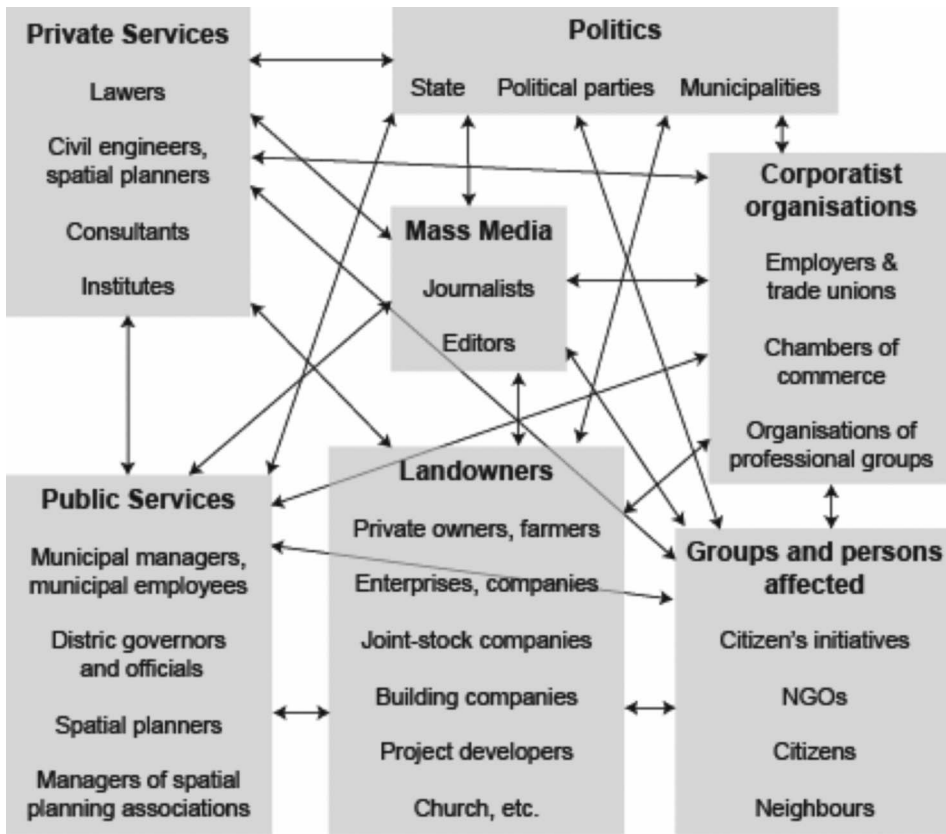 Private Services
Lawers
Civil engineers,
spatial planners
Consultants
Institutes
Politics
State Political parties Municipalities
Mass Media
Journalists
Editors
Corporatist
organisations
Employers &
trade unions
Chambers of
commerce
Organisations of
professional groups
Public Services
Municipal managers,
municipal employees
Distric governors
and officials
Spatial planners
Managers of spatial
planning associations
Landowners
Private owners, farmers
Enterprises, companies
Joint-stock companies
Building companies
Project developers
Church, etc.
Groups and persons
affected
Citizen's initiatives
NGOs
Citizens
Neighbours